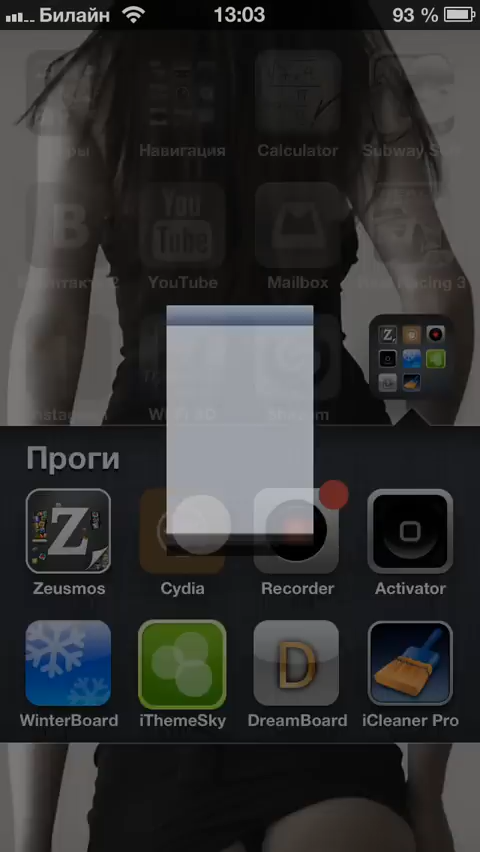 Билайн 13:03 93 %
Навигация Calculator
YouTube Mailbox
Проги
Zeusmos Cydia Recorder Activator
WinterBoard iThemeSky DreamBoard iCleaner Pro